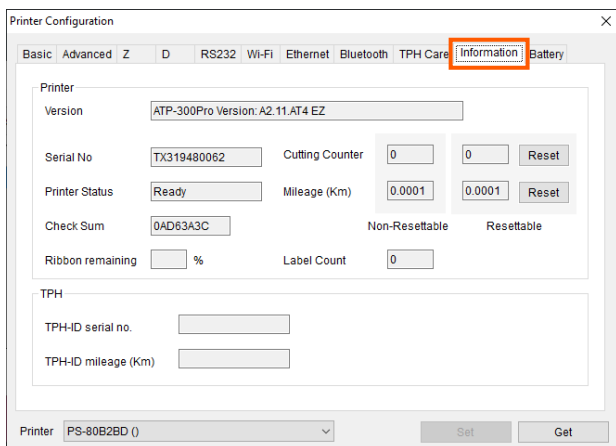 Printer Configuration
Basic Advanced Z D RS232 Wi-Fi Ethernet Bluetooth TPH Care Information Battery
Printer
Version ATP-300Pro Version: A2.11.AT4 EZ
Serial No TX319480062 Cutting Counter 0 0 Reset
Printer Status Ready Mileage (Km) 0.0001 0.0001 Reset
Check Sum 0AD63A3C Non-Resettable Resettable
Ribbon remaining % Label Count 0
TPH
TPH-ID serial no.
TPH-ID mileage (Km)
Printer PS-80B2BD () Set Get